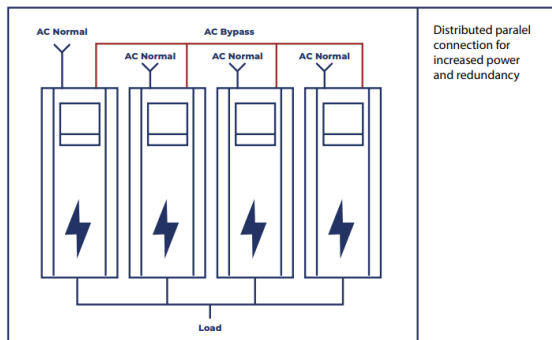 AC Normal
AC Bypass
AC Normal
AC Normal
AC Normal
Load
Distributed paralel
connection for
increased power
and redundancy